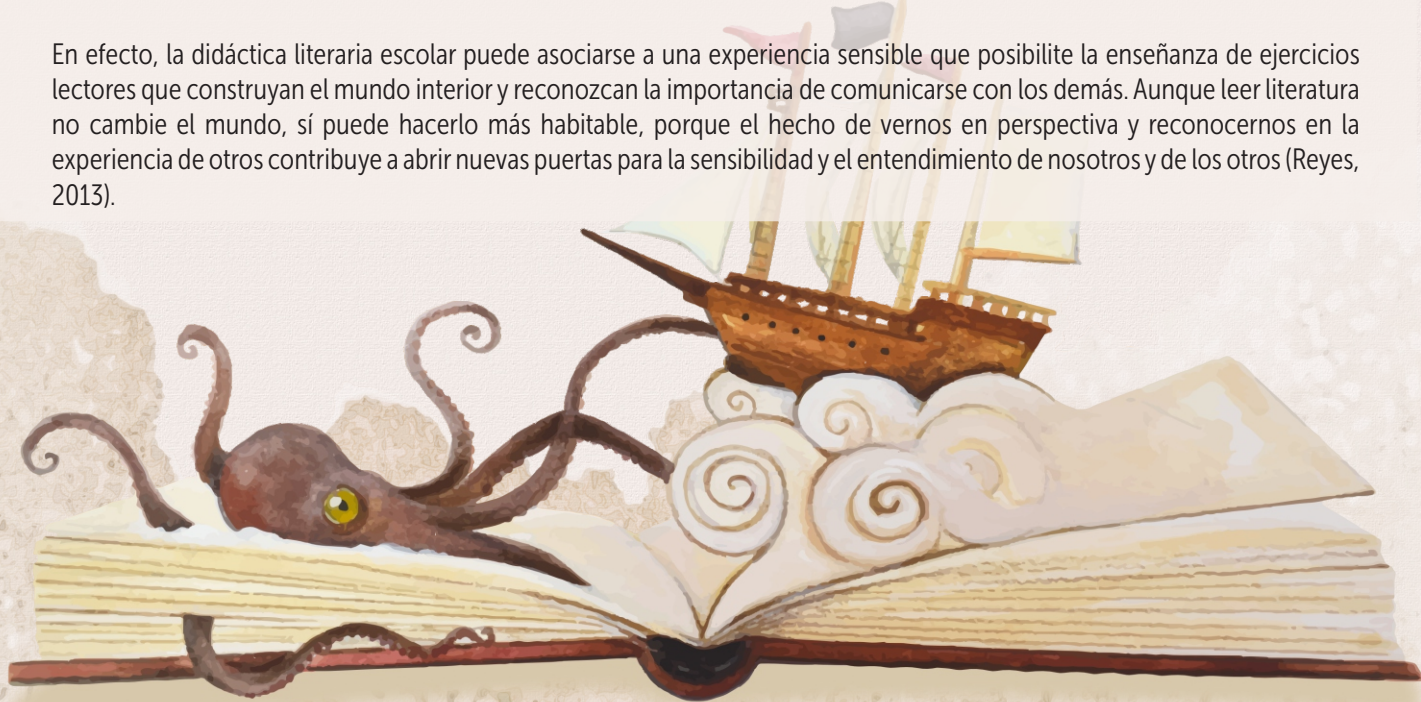 En efecto, la didáctica literaria escolar puede asociarse a una experiencia sensible que posibilite la enseñanza de ejercicios
lectores que construyan el mundo interior y reconozcan la importancia de comunicarse con los demás. Aunque leer literatura
no cambie el mundo, sí puede hacerlo más habitable, porque el hecho de vernos en perspectiva y reconocernos en la
experiencia de otros contribuye a abrir nuevas puertas para la sensibilidad y el entendimiento de nosotros y de los otros (Reyes,
2013).